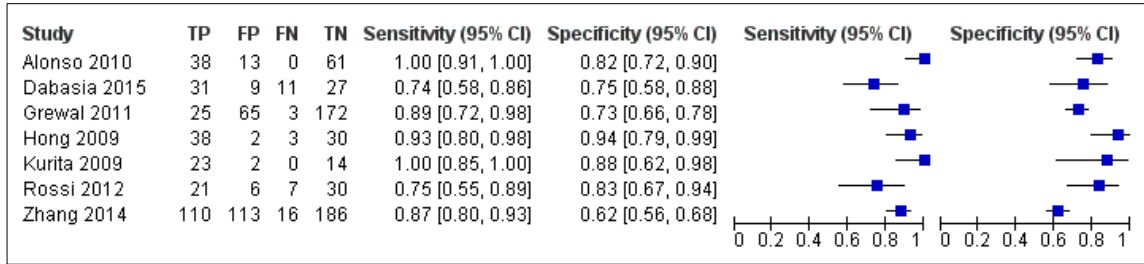 Study TP FP FN TN Sensitivity (95% CI) Specificity (95% CI) Sensitivity (95% CI) Specificity (95% CI)
Alonso 2010 38 13 0 61 1.00 [0.91, 1.00] 0.82 [0.72, 0.90]
Dabasia 2015 31 9 11 27 0.74 [0.58, 0.86] 0.75 [0.58, 0.88]
Grewal 2011 25 65 3 172 0.89 [0.72, 0.98] 0.73 [0.66, 0.78]
Hong 2009 38 2 3 30 0.93 [0.80, 0.98] 0.94 [0.79, 0.99]
Kurita 2009 23 2 0 14 1.00 [0.85, 1.00] 0.88 [0.62, 0.98]
Rossi 2012 21 6 7 30 0.75 [0.55, 0.89] 0.83 [0.67, 0.94]
Zhang 2014 110 113 16 186 0.87 [0.80, 0.93] 0.62 [0.56, 0.68]
0 0.2 0.4 0.6 0.8 1 0 0.2 0.4 0.6 0.8 1